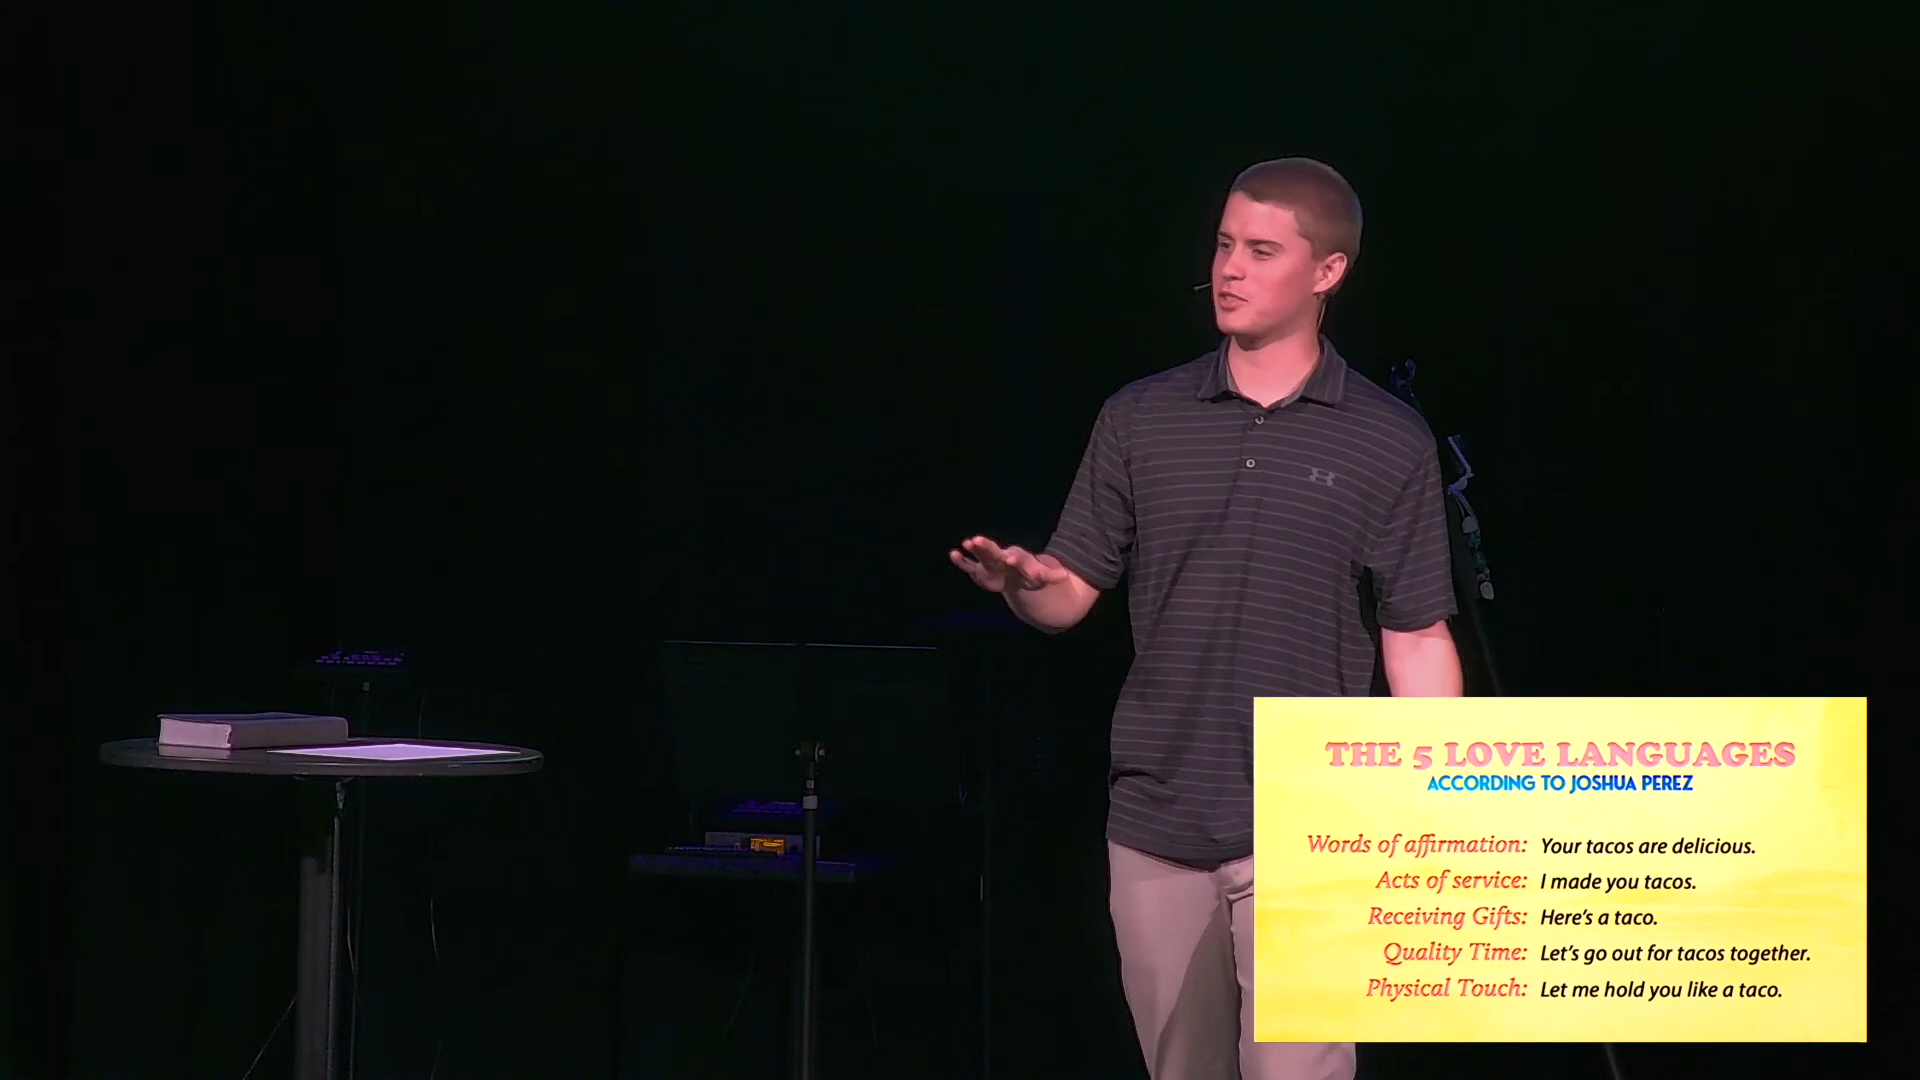 THE 5 LOVE LANGUAGES
ACCORDING TO JOSHUA PEREZ
Words of affirmation: Your tacos are delicious.
Acts of service: I made you tacos.
Receiving Gifts: Here's a taco.
Quality Time: Let's go out for tacos together.
Physical Touch: Let me hold you like a taco.